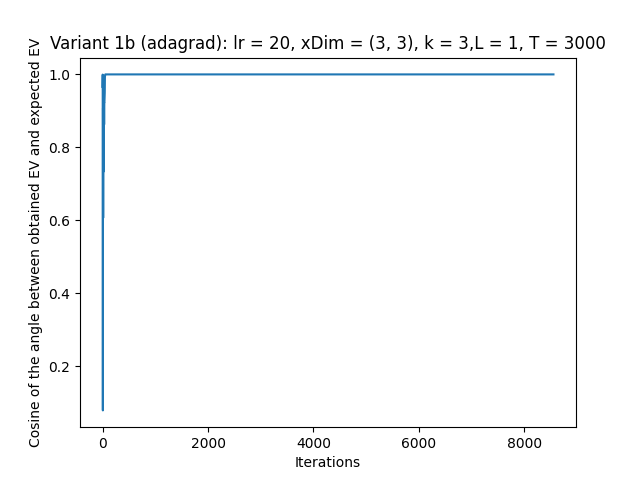 Variant 1b (adagrad): lr = 20, xDim = (3, 3), k = 3,L = 1, T = 3000
Cosine of the angle between obtained EV and expected EV
1.0
0.8
0.6
0.4
0.2
0 2000 4000 6000 8000
Iterations